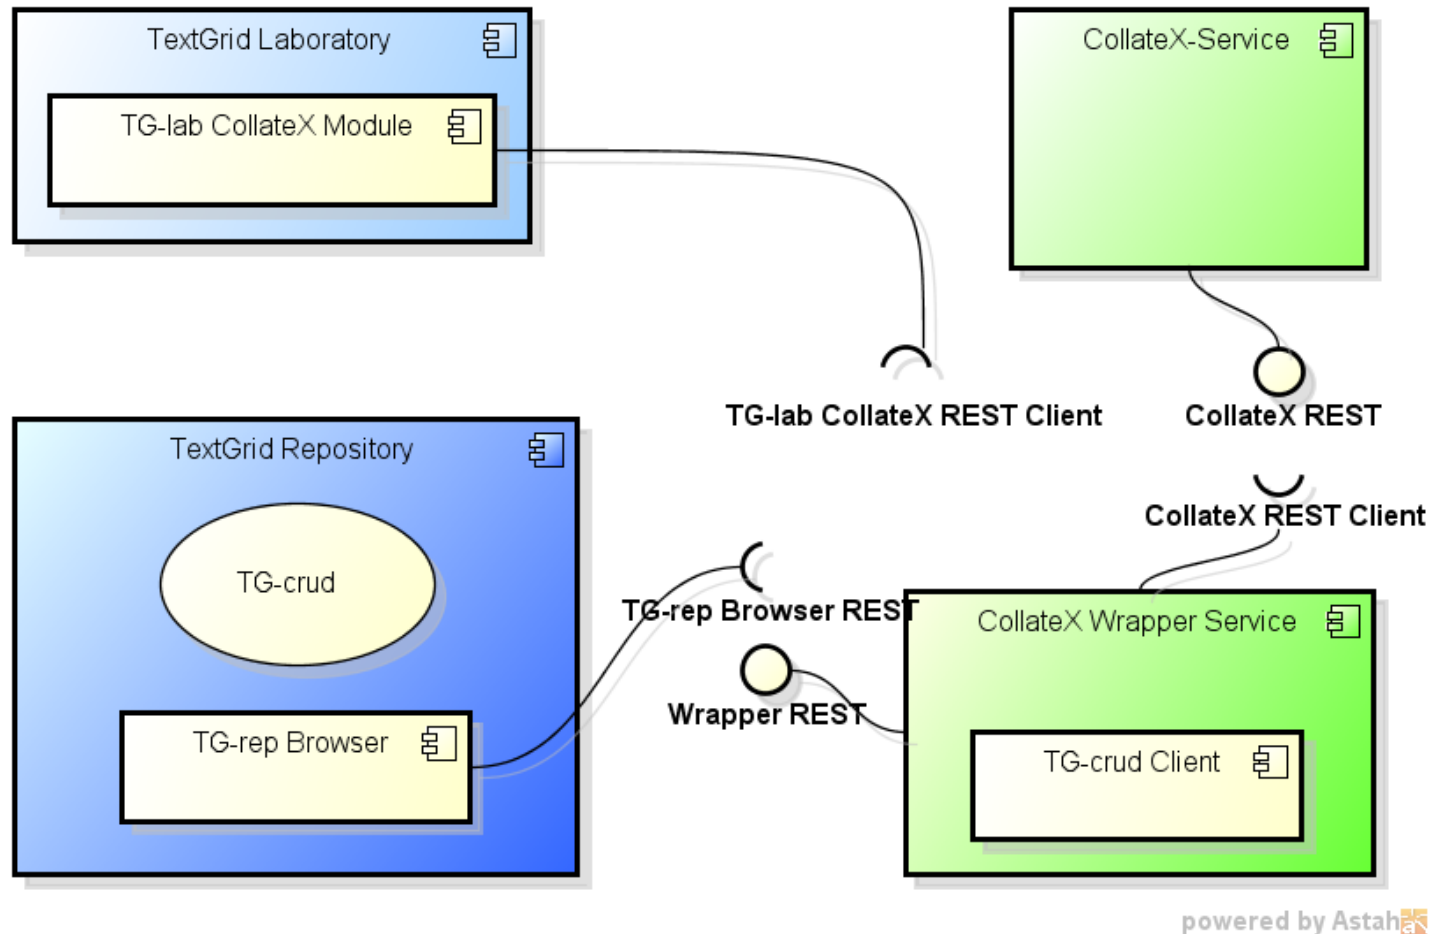 TextGrid Laboratory
TG-lab CollateX Module
CollateX-Service
TG-lab CollateX REST Client
CollateX REST
TextGrid Repository
TG-crud
TG-rep Browser
CollateX REST Client
TG-rep Browser REST
Wrapper REST
CollateX Wrapper Service
TG-crud Client
powered by Astah